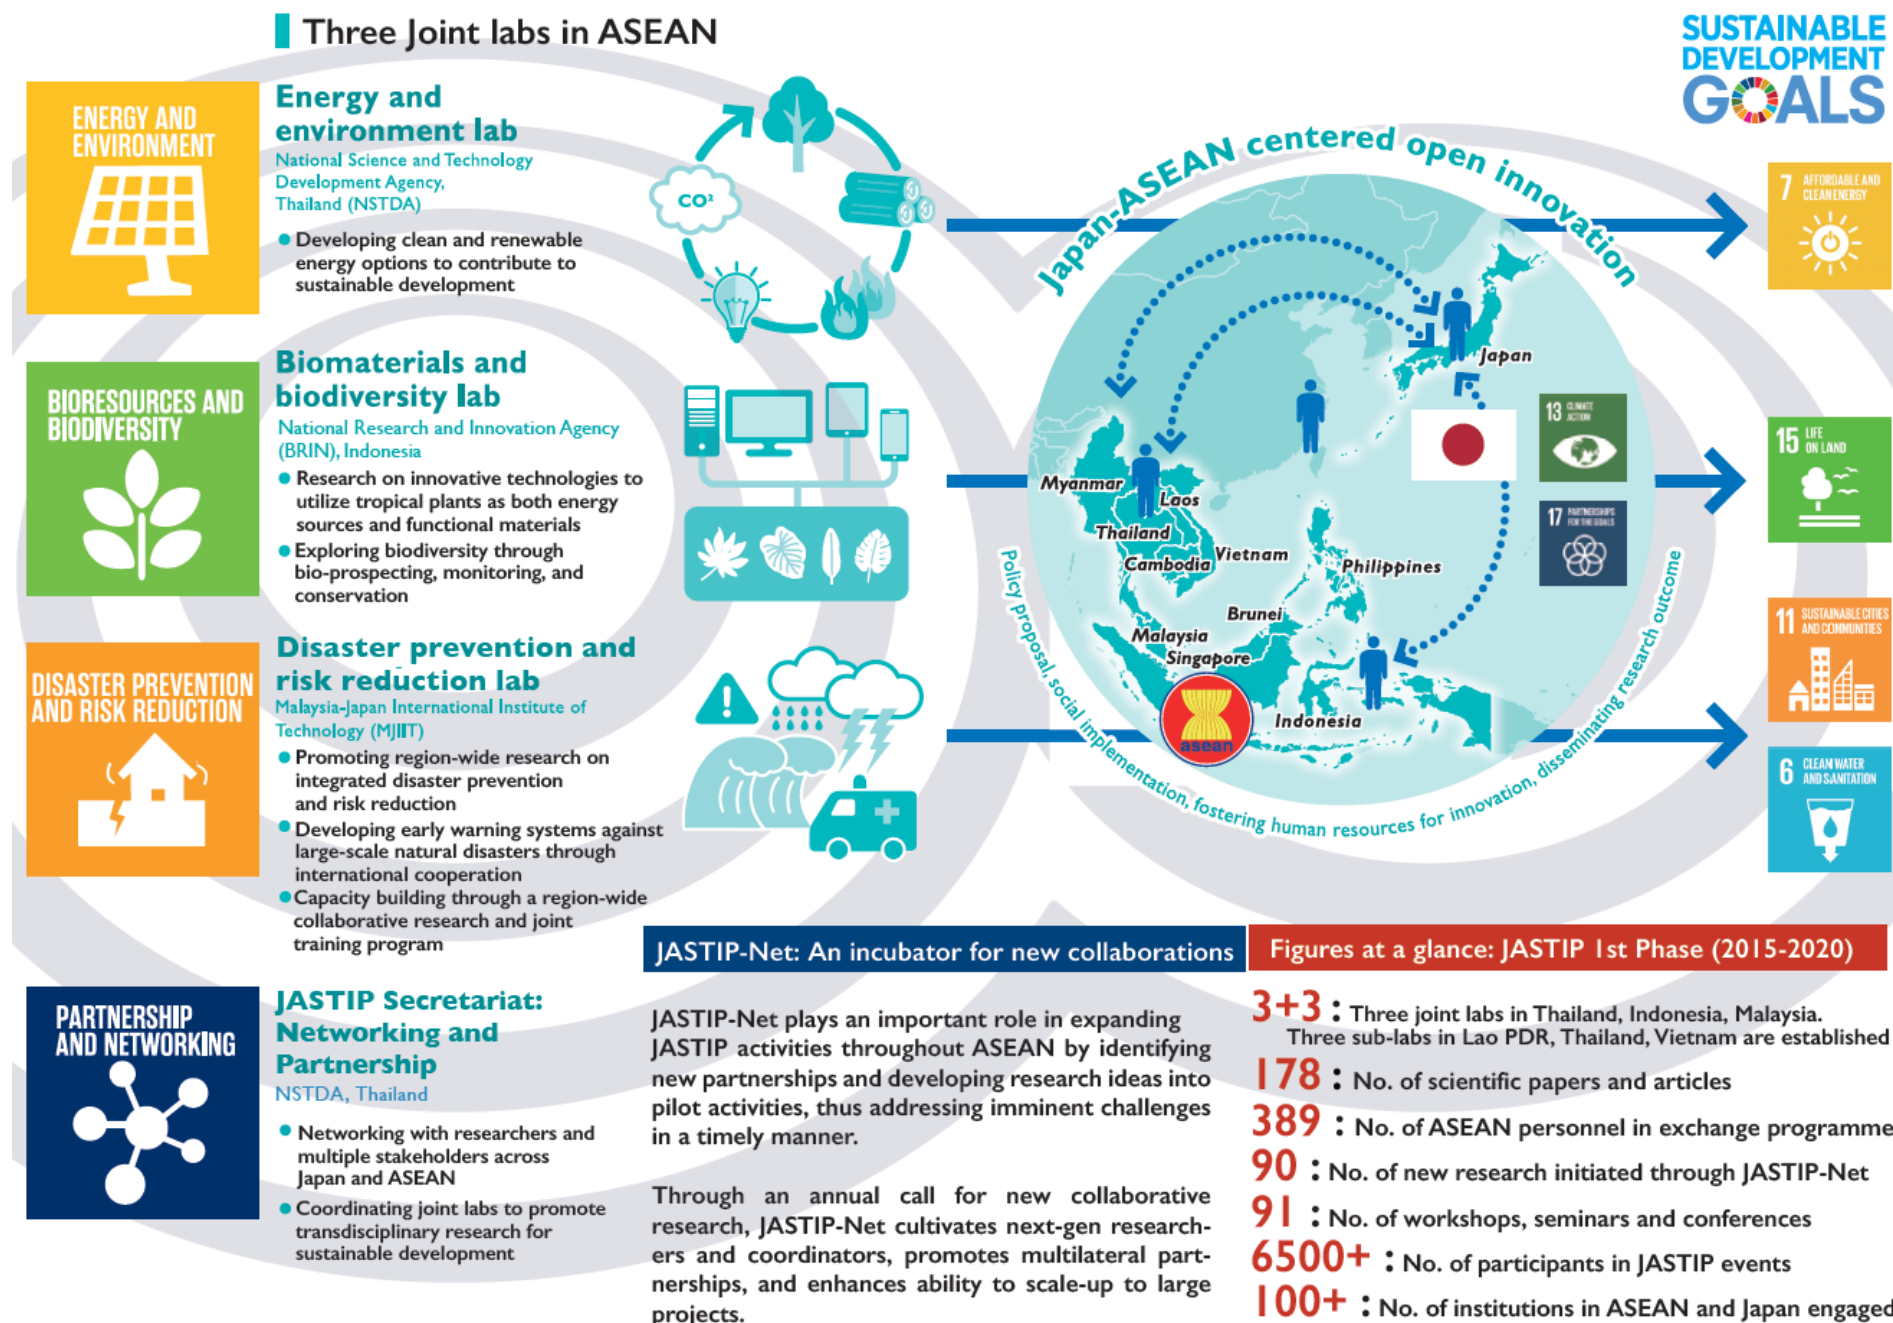 Three Joint labs in ASEAN
SUSTAINABLE
DEVELOPMENT
GOALS
ENERGY AND
ENVIRONMENT
Energy and
environment lab
National Science and Technology
Development Agency,
Thailand (NSTDA)
Developing clean and renewable
energy options to contribute to
sustainable development
CO²
BIORESOURCES AND
BIODIVERSITY
Biomaterials and
biodiversity lab
National Research and Innovation Agency
(BRIN), Indonesia
Research on innovative technologies to
utilize tropical plants as both energy
sources and functional materials
Exploring biodiversity through
bio-prospecting, monitoring, and
conservation
DISASTER PREVENTION
AND RISK REDUCTION
Disaster prevention and
risk reduction lab
Malaysia-Japan International Institute of
Technology (MJIIT)
Promoting region-wide research on
integrated disaster prevention
and risk reduction
Developing early warning systems against
large-scale natural disasters through
international cooperation
Capacity building through a region-wide
collaborative research and joint
training program
PARTNERSHIP
AND NETWORKING
JASTIP Secretariat:
Networking and
Partnership
NSTDA, Thailand
Networking with researchers and
multiple stakeholders across
Japan and ASEAN
Coordinating joint labs to promote
transdisciplinary research for
sustainable development
Japan-ASEAN centered open innovation
Japan
Myanmar
Laos
Thailand
Vietnam
Cambodia
Philippines
Brunei
Malaysia
Singapore
Indonesia
asean
13 CLIMATE
ACTION
17 PARTNERSHIPS
FOR THE GOALS
Policy proposal, social implementation, fostering human resources for innovation, disseminating research outcome
7 AFFORDABLE AND
CLEAN ENERGY
15 LIFE
ON LAND
11 SUSTAINABLE CITIES
AND COMMUNITIES
6 CLEAN WATER
AND SANITATION
JASTIP-Net: An incubator for new collaborations
JASTIP-Net plays an important role in expanding
JASTIP activities throughout ASEAN by identifying
new partnerships and developing research ideas into
pilot activities, thus addressing imminent challenges
in a timely manner.
Through an annual call for new collaborative
research, JASTIP-Net cultivates next-gen research-
ers and coordinators, promotes multilateral part-
nerships, and enhances ability to scale-up to large
projects.
Figures at a glance: JASTIP 1st Phase (2015-2020)
3+3 : Three joint labs in Thailand, Indonesia, Malaysia.
Three sub-labs in Lao PDR, Thailand, Vietnam are established
178 : No. of scientific papers and articles
389 : No. of ASEAN personnel in exchange programme
90 : No. of new research initiated through JASTIP-Net
91 : No. of workshops, seminars and conferences
6500+ : No. of participants in JASTIP events
100+ : No. of institutions in ASEAN and Japan engaged